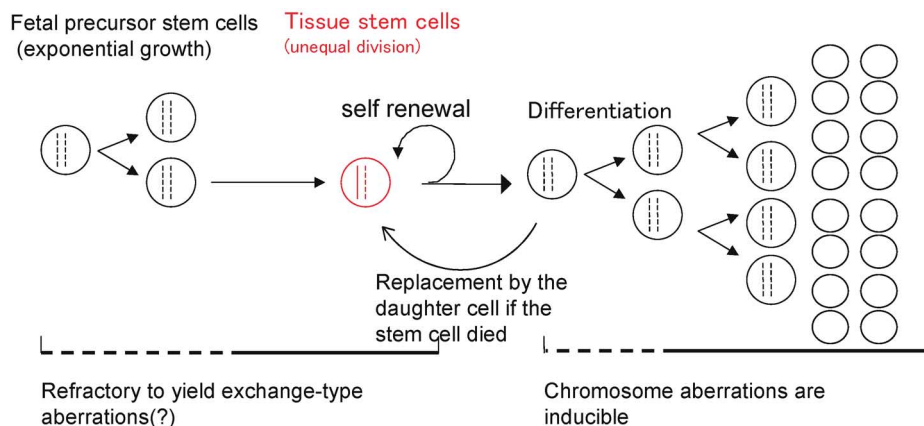 Fetal precursor stem cells
(exponential growth)
Tissue stem cells
(unequal division)
self renewal
Differentiation
Replacement by the
daughter cell if the
stem cell died
Refractory to yield exchange-type
aberrations(?)
Chromosome aberrations are
inducible